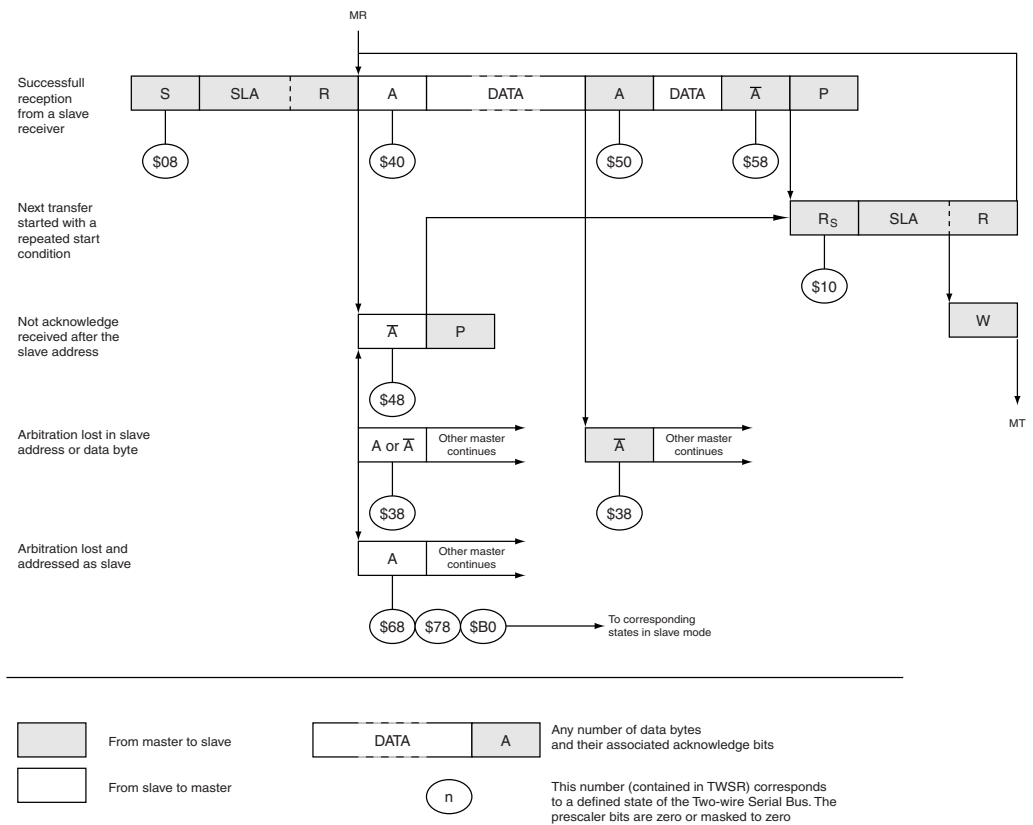 MR
Successfull
reception
from a slave
receiver
S SLA R A DATA A DATA A̅ P
$08 $40 $50 $58
Next transfer
started with a
repeated start
condition
RS SLA R
$10
Not acknowledge
received after the
slave address
A̅ P
W
$48
MT
Arbitration lost in slave
address or data byte
A or A̅
Other master
continues
A̅
Other master
continues
$38 $38
Arbitration lost and
addressed as slave
A
Other master
continues
$68 $78 $B0
To corresponding
states in slave mode
From master to slave
DATA A
Any number of data bytes
and their associated acknowledge bits
From slave to master
n
This number (contained in TWSR) corresponds
to a defined state of the Two-wire Serial Bus. The
prescaler bits are zero or masked to zero